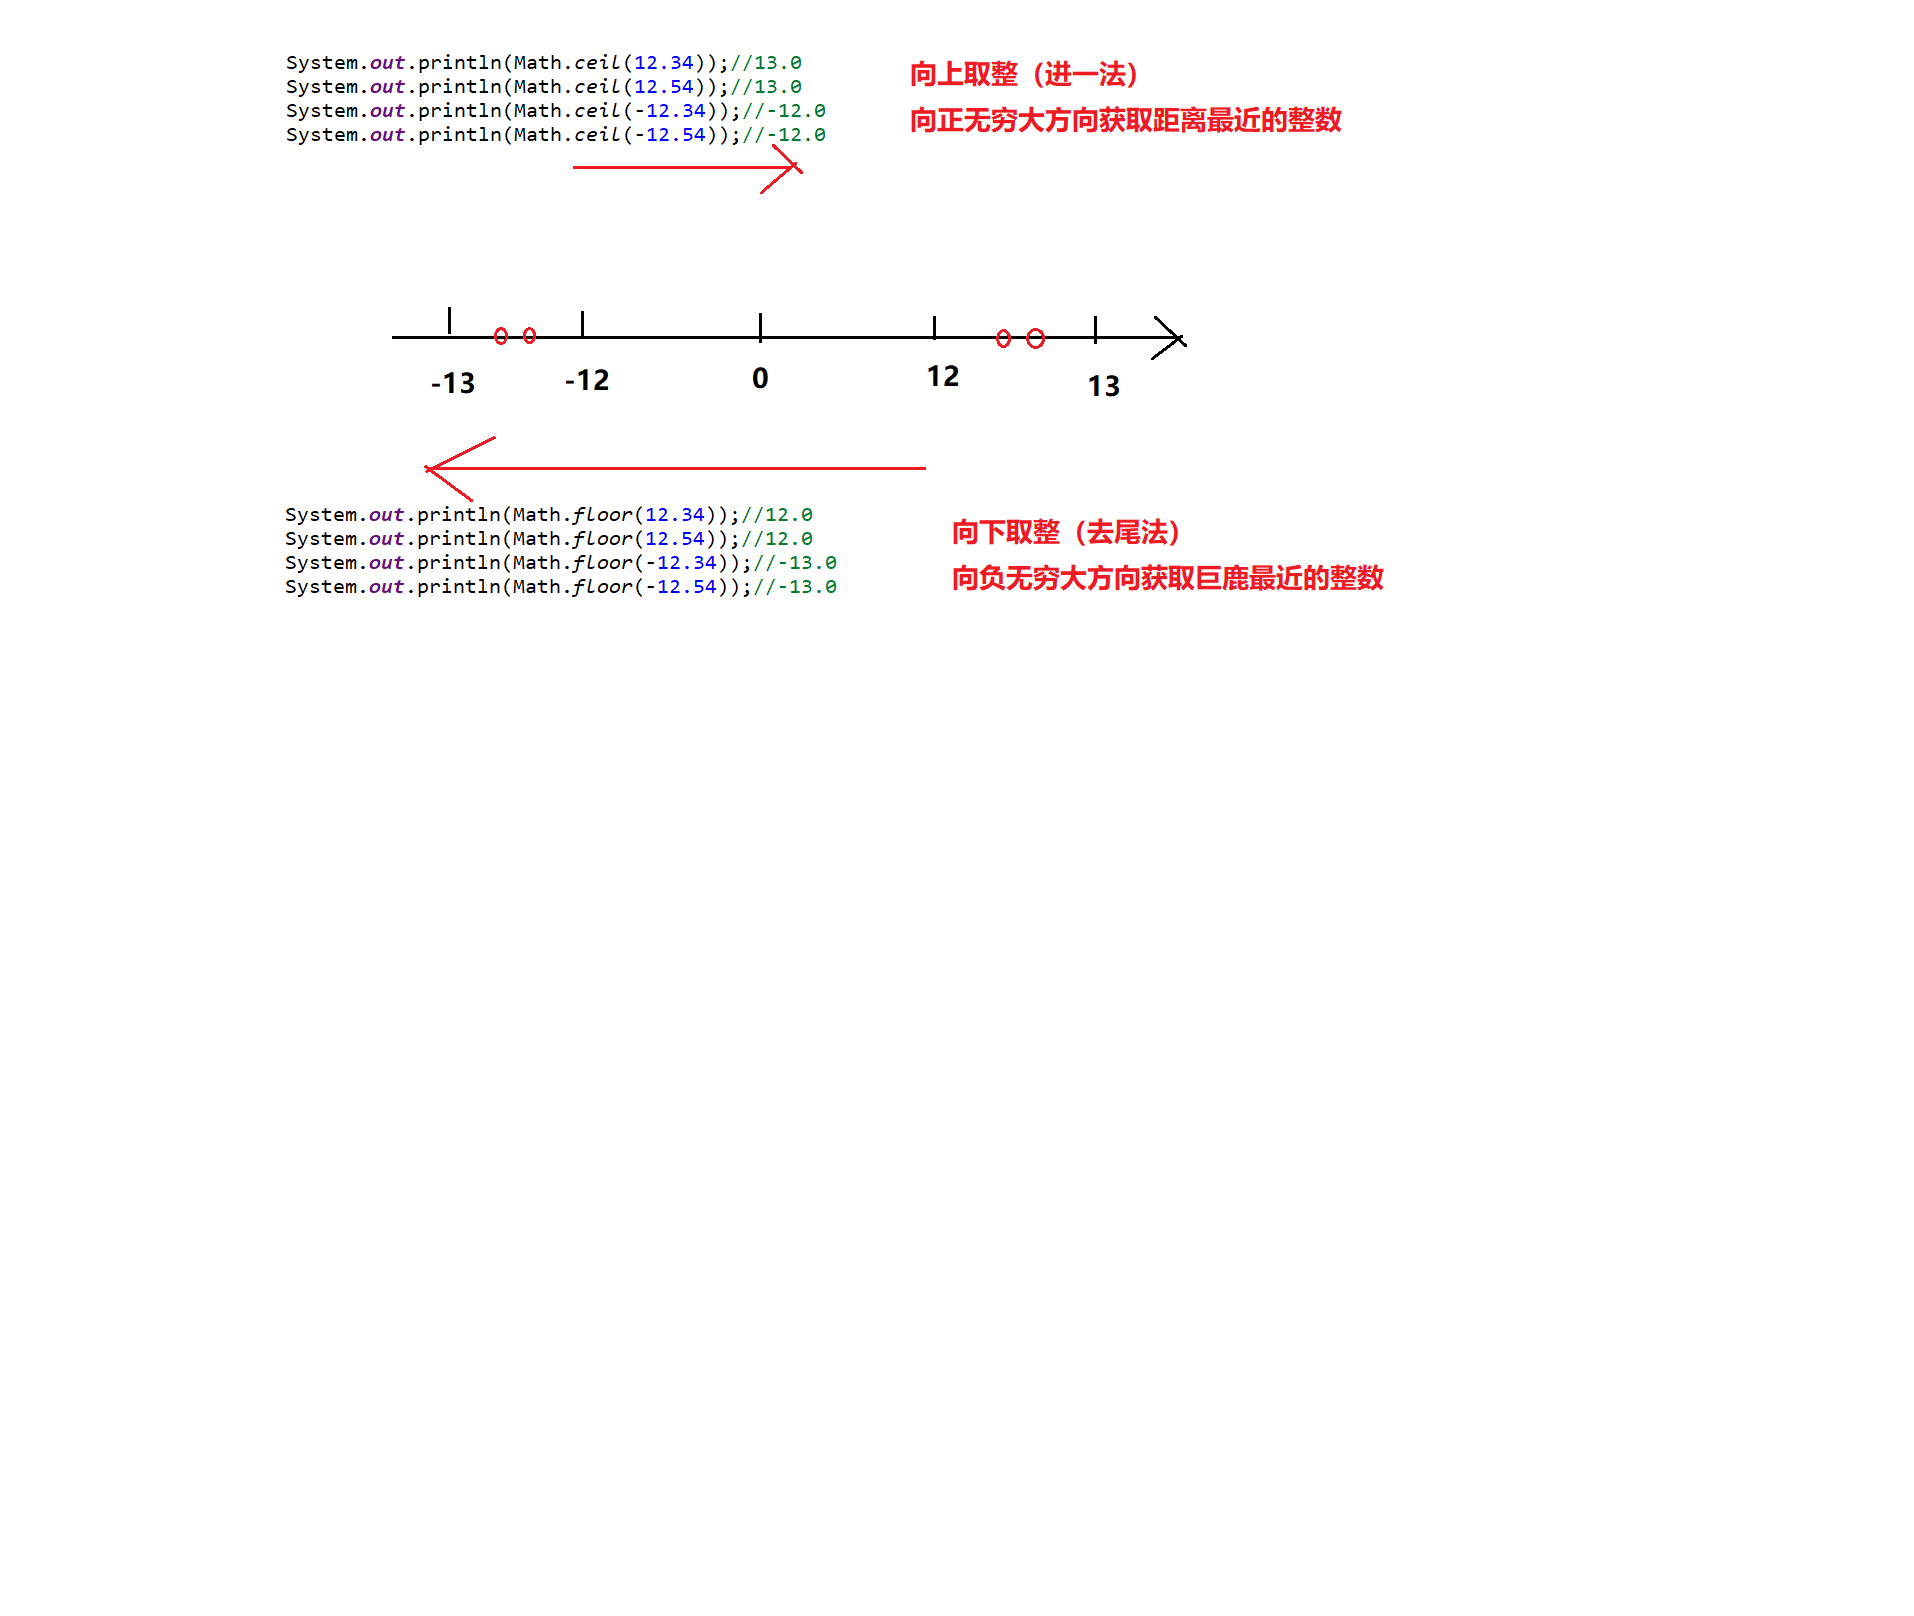 System.out.println(Math.ceil(12.34));//13.0
System.out.println(Math.ceil(12.54));//13.0
System.out.println(Math.ceil(-12.34));//-12.0
System.out.println(Math.ceil(-12.54));//-12.0
向上取整（进一法）
向正无穷大方向获取距离最近的整数
-13 -12 0 12 13
System.out.println(Math.floor(12.34));//12.0
System.out.println(Math.floor(12.54));//12.0
System.out.println(Math.floor(-12.34));//-13.0
System.out.println(Math.floor(-12.54));//-13.0
向下取整（去尾法）
向负无穷大方向获取巨鹿最近的整数